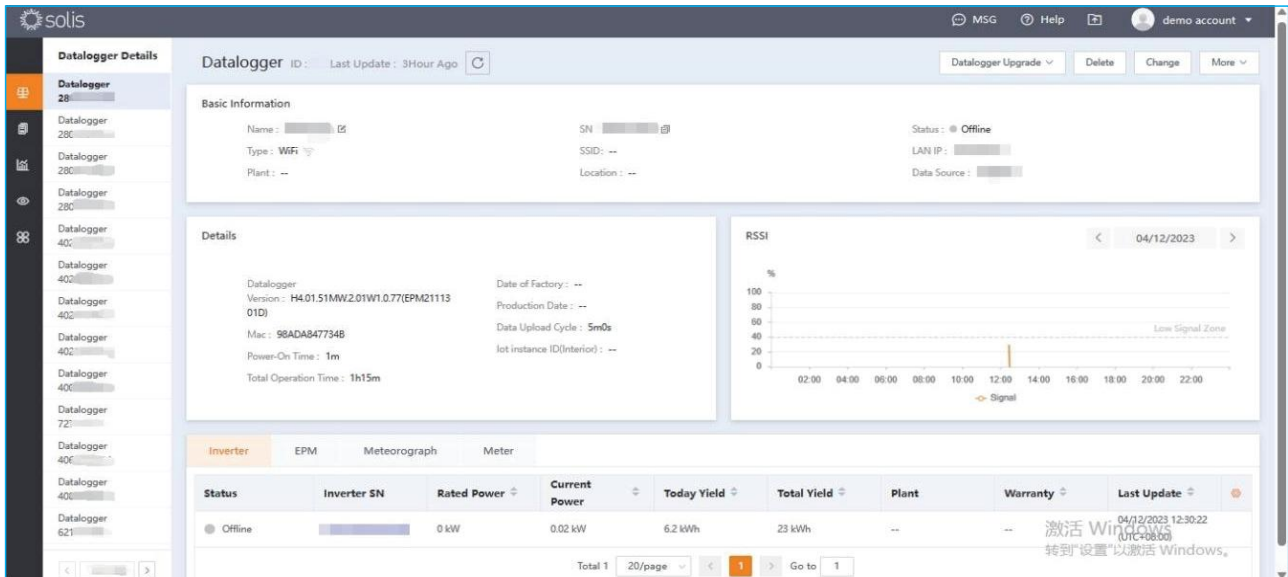 solis
MSG Help demo account
Datalogger Details
Datalogger
28
Datalogger
280
Datalogger
280
Datalogger
280
Datalogger
402
Datalogger
402
Datalogger
402
Datalogger
402
Datalogger
400
Datalogger
727
Datalogger
406
Datalogger
408
Datalogger
621
Datalogger ID : Last Update : 3Hour Ago
Datalogger Upgrade Delete Change More
Basic Information
Name : SN Status : Offline
Type : WiFi SSID: -- LAN IP :
Plant : -- Location : -- Data Source :
Details
Datalogger
Version : H4.01.51MW.2.01W1.0.77(EPM21113
01D)
Mac : 98ADA847734B
Power-On Time : 1m
Total Operation Time : 1h15m
Date of Factory : --
Production Date : --
Data Upload Cycle : 5m0s
Iot instance ID(Interior) : --
RSSI
< 04/12/2023 >
%
100
80
60
40
20
0
Low Signal Zone
02:00 04:00 06:00 08:00 10:00 12:00 14:00 16:00 18:00 20:00 22:00
Signal
Inverter EPM Meteorograph Meter
Status Inverter SN Rated Power Current Power Today Yield Total Yield Plant Warranty Last Update
Offline 0 kW 0.02 kW 6.2 kWh 23 kWh -- -- 04/12/2023 12:30:22
(UTC+08:00)
Total 1 20/page < 1 > Go to 1
激活 Windows
转到"设置"以激活 Windows。